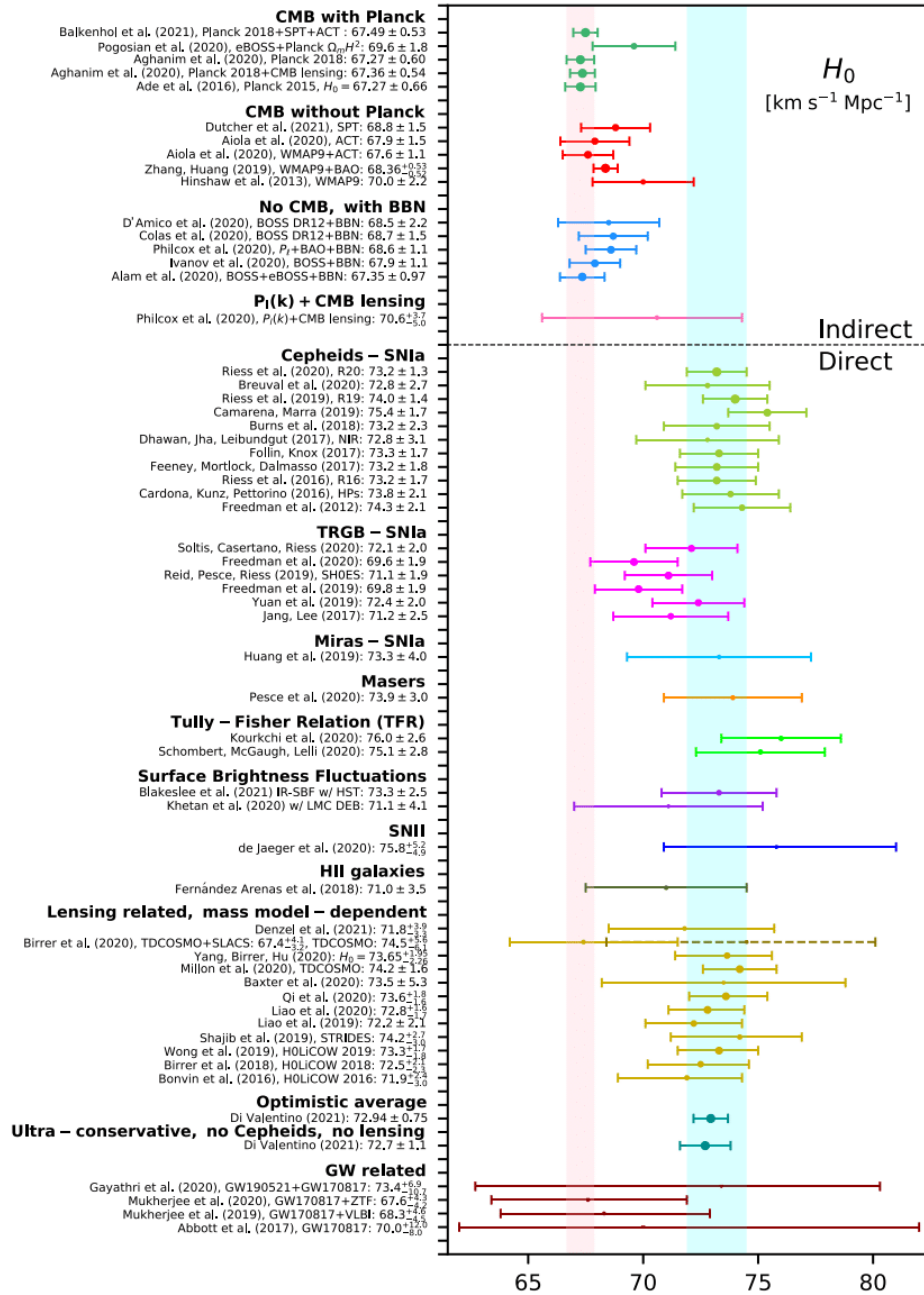 CMB with Planck
Balkenhol et al. (2021), Planck 2018+SPT+ACT : 67.49 ± 0.53
Pogosian et al. (2020), eBOSS+Planck Ω_mH²: 69.6 ± 1.8
Aghanim et al. (2020), Planck 2018: 67.27 ± 0.60
Aghanim et al. (2020), Planck 2018+CMB lensing: 67.36 ± 0.54
Ade et al. (2016), Planck 2015, H₀ = 67.27 ± 0.66
H₀
[km s⁻¹ Mpc⁻¹]
CMB without Planck
Dutcher et al. (2021), SPT: 68.8 ± 1.5
Aiola et al. (2020), ACT: 67.9 ± 1.5
Aiola et al. (2020), WMAP9+ACT: 67.6 ± 1.1
Zhang, Huang (2019), WMAP9+BAO: 68.36 +0.53 −0.52
Hinshaw et al. (2013), WMAP9: 70.0 ± 2.2
No CMB, with BBN
D'Amico et al. (2020), BOSS DR12+BBN: 68.5 ± 2.2
Colas et al. (2020), BOSS DR12+BBN: 68.7 ± 1.5
Philcox et al. (2020), P_ℓ+BAO+BBN: 68.6 ± 1.1
Ivanov et al. (2020), BOSS+BBN: 67.9 ± 1.1
Alam et al. (2020), BOSS+eBOSS+BBN: 67.35 ± 0.97
P_l(k) + CMB lensing
Philcox et al. (2020), P_l(k)+CMB lensing: 70.6 +3.7 −5.0
Indirect
Direct
Cepheids − SNIa
Riess et al. (2020), R20: 73.2 ± 1.3
Breuval et al. (2020): 72.8 ± 2.7
Riess et al. (2019), R19: 74.0 ± 1.4
Camarena, Marra (2019): 75.4 ± 1.7
Burns et al. (2018): 73.2 ± 2.3
Dhawan, Jha, Leibundgut (2017), NIR: 72.8 ± 3.1
Follin, Knox (2017): 73.3 ± 1.7
Feeney, Mortlock, Dalmasso (2017): 73.2 ± 1.8
Riess et al. (2016), R16: 73.2 ± 1.7
Cardona, Kunz, Pettorino (2016), HPs: 73.8 ± 2.1
Freedman et al. (2012): 74.3 ± 2.1
TRGB − SNIa
Soltis, Casertano, Riess (2020): 72.1 ± 2.0
Freedman et al. (2020): 69.6 ± 1.9
Reid, Pesce, Riess (2019), SH0ES: 71.1 ± 1.9
Freedman et al. (2019): 69.8 ± 1.9
Yuan et al. (2019): 72.4 ± 2.0
Jang, Lee (2017): 71.2 ± 2.5
Miras − SNIa
Huang et al. (2019): 73.3 ± 4.0
Masers
Pesce et al. (2020): 73.9 ± 3.0
Tully − Fisher Relation (TFR)
Kourkchi et al. (2020): 76.0 ± 2.6
Schombert, McGaugh, Lelli (2020): 75.1 ± 2.8
Surface Brightness Fluctuations
Blakeslee et al. (2021) IR-SBF w/ HST: 73.3 ± 2.5
Khetan et al. (2020) w/ LMC DEB: 71.1 ± 4.1
SNII
de Jaeger et al. (2020): 75.8 +5.2 −4.9
HII galaxies
Fernández Arenas et al. (2018): 71.0 ± 3.5
Lensing related, mass model − dependent
Denzel et al. (2021): 71.8 +3.9 −3.3
Birrer et al. (2020), TDCOSMO+SLACS: 67.4 +4.1 −3.2, TDCOSMO: 74.5 +5.6 −6.1
Yang, Birrer, Hu (2020): H₀ = 73.65 +1.95 −2.26
Millon et al. (2020), TDCOSMO: 74.2 ± 1.6
Baxter et al. (2020): 73.5 ± 5.3
Qi et al. (2020): 73.6 +1.8 −1.6
Liao et al. (2020): 72.8 +1.6 −1.7
Liao et al. (2019): 72.2 ± 2.1
Shajib et al. (2019), STRIDES: 74.2 +2.7 −3.0
Wong et al. (2019), H0LiCOW 2019: 73.3 +1.7 −1.8
Birrer et al. (2018), H0LiCOW 2018: 72.5 +2.1 −2.3
Bonvin et al. (2016), H0LiCOW 2016: 71.9 +2.4 −3.0
Optimistic average
Di Valentino (2021): 72.94 ± 0.75
Ultra − conservative, no Cepheids, no lensing
Di Valentino (2021): 72.7 ± 1.1
GW related
Gayathri et al. (2020), GW190521+GW170817: 73.4 +6.9 −10.7
Mukherjee et al. (2020), GW170817+ZTF: 67.6 +4.3 −4.2
Mukherjee et al. (2019), GW170817+VLBI: 68.3 +4.6 −4.5
Abbott et al. (2017), GW170817: 70.0 +12.0 −8.0
65 70 75 80